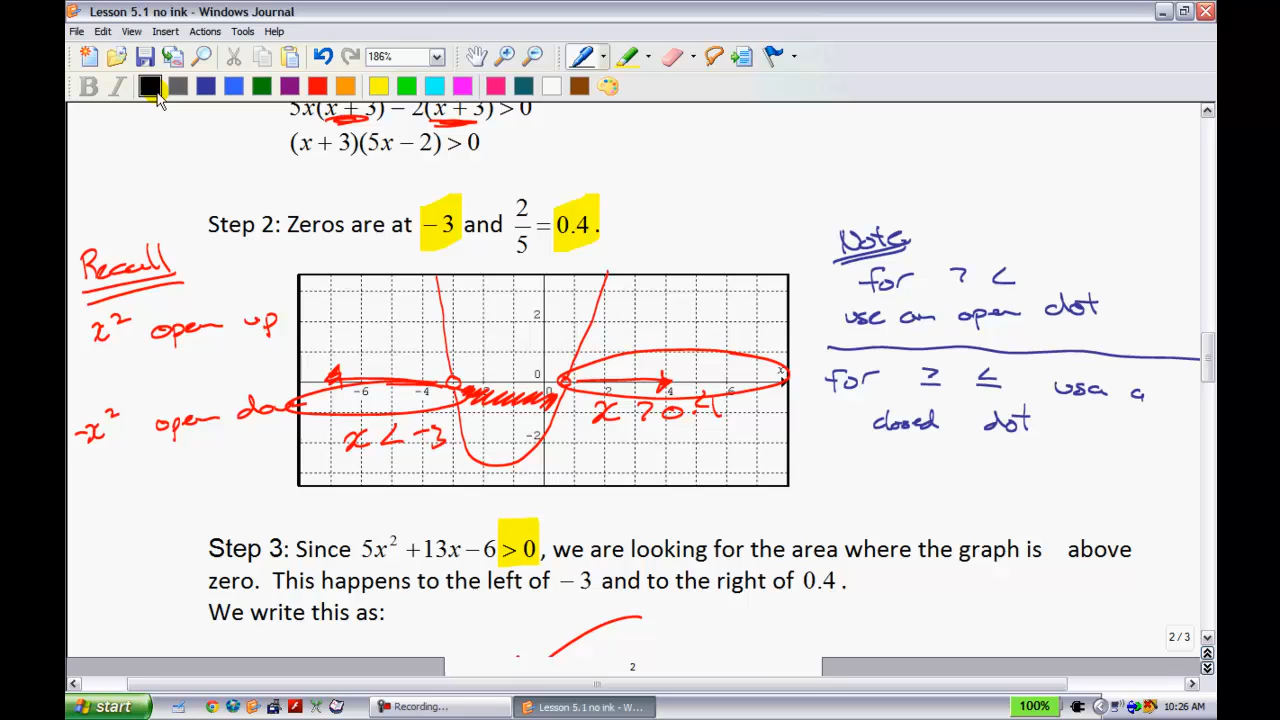 Lesson 5.1 no ink - Windows Journal
File Edit View Insert Actions Tools Help
186%
B I
5x(x + 3) − 2(x + 3) > 0
(x + 3)(5x − 2) > 0
Step 2: Zeros are at −3 and 2/5 = 0.4 .
Recall
x² open up
-x² open do
Note
for > <
use an open dot
for ≥ ≤ use a
closed dot
2
0
x
-6 -2 0 2 4 6
-2
x < -3
x > 0.4
Step 3: Since 5x² +13x − 6 > 0 , we are looking for the area where the graph is above
zero. This happens to the left of −3 and to the right of 0.4 .
We write this as:
2 / 3
2
start
Recording...
Lesson 5.1 no ink - W...
100%
10:26 AM